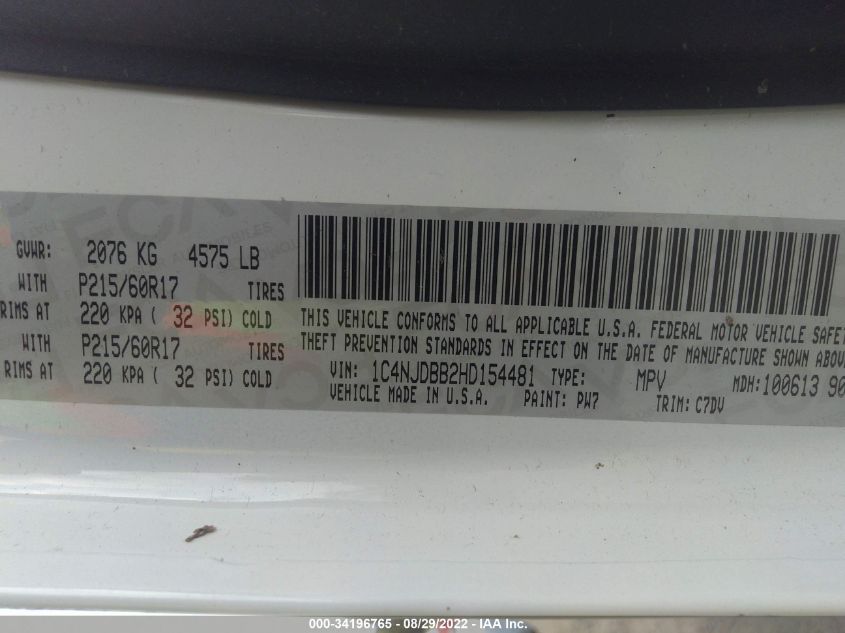 GVWR: 2076 KG 4575 LB
WITH P215/60R17 TIRES
RIMS AT 220 KPA ( 32 PSI) COLD
WITH P215/60R17 TIRES
RIMS AT 220 KPA ( 32 PSI) COLD
THIS VEHICLE CONFORMS TO ALL APPLICABLE U.S.A. FEDERAL MOTOR VEHICLE SAFET
THEFT PREVENTION STANDARDS IN EFFECT ON THE DATE OF MANUFACTURE SHOWN ABOV
VIN: 1C4NJDBB2HD154481 TYPE: MPV MDH:100613 90
VEHICLE MADE IN U.S.A. PAINT: PW7 TRIM: C7DV
000-34196765 - 08/29/2022 - IAA Inc.